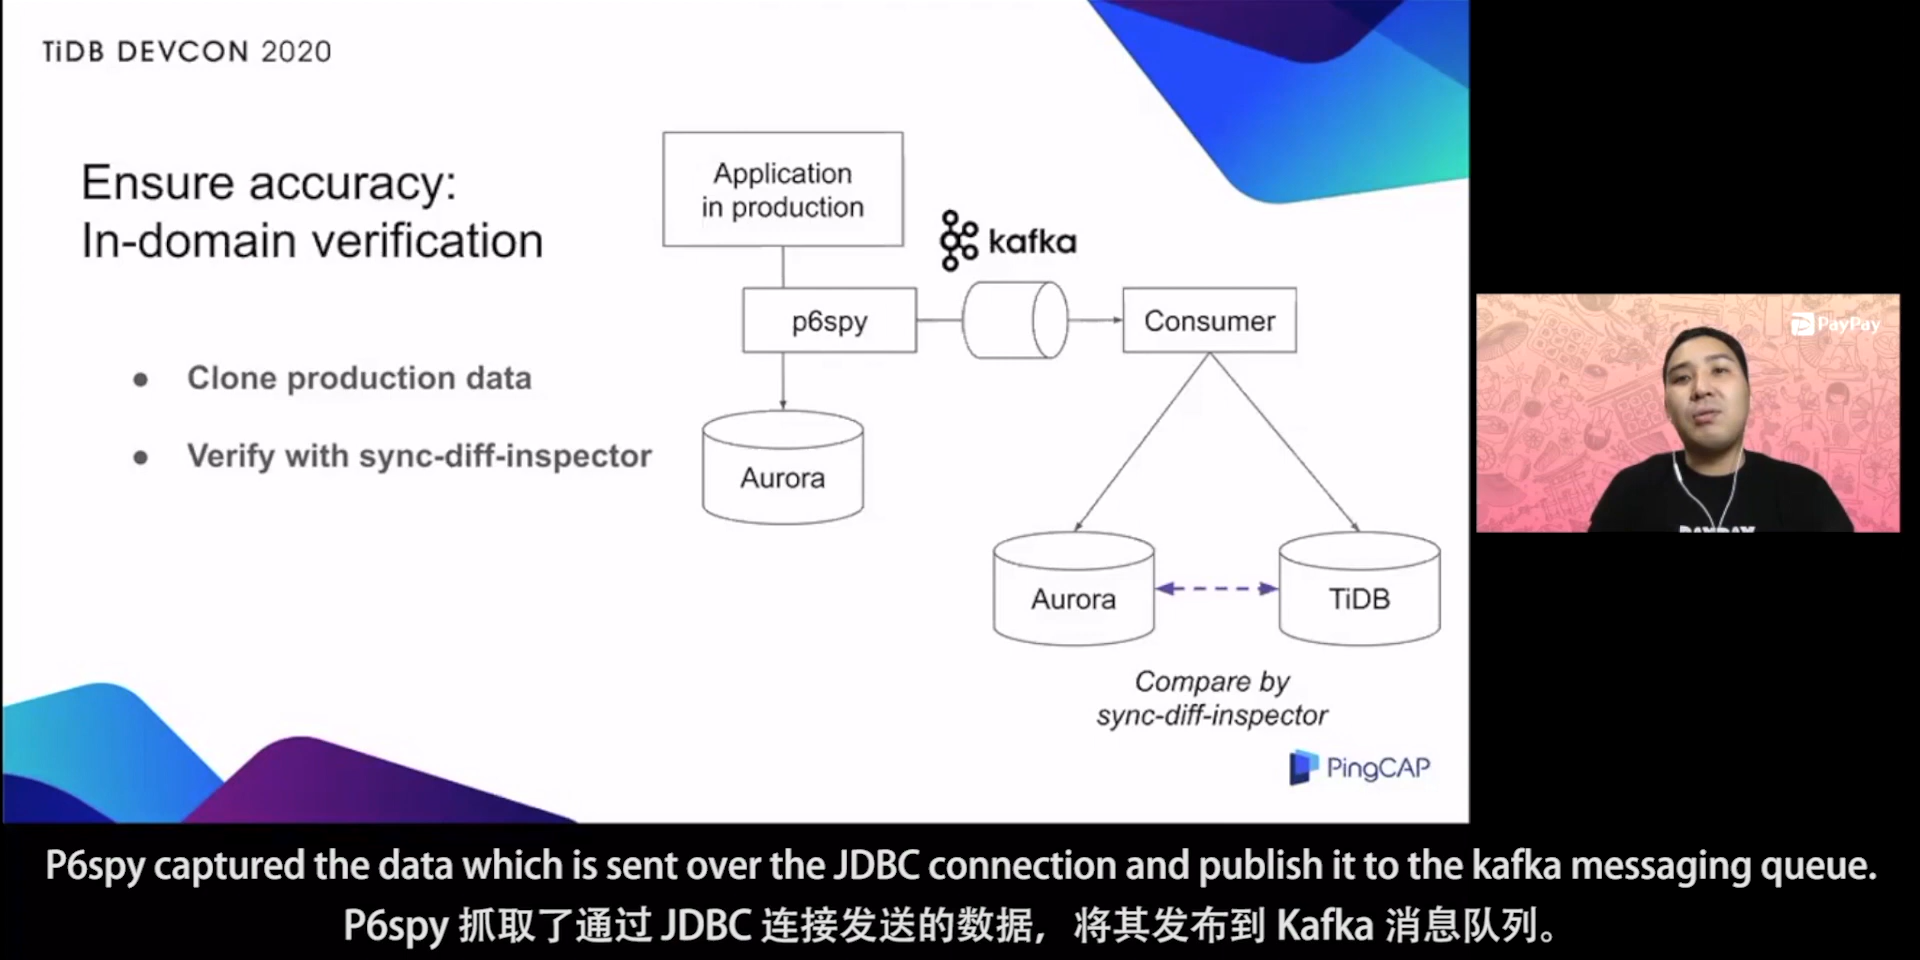 TiDB DEVCON 2020
Ensure accuracy:
In-domain verification
Clone production data
Verify with sync-diff-inspector
Application
in production
kafka
p6spy
Consumer
Aurora
Aurora
TiDB
Compare by
sync-diff-inspector
PingCAP
PayPay
P6spy captured the data which is sent over the JDBC connection and publish it to the kafka messaging queue.
P6spy 抓取了通过 JDBC 连接发送的数据，将其发布到 Kafka 消息队列。